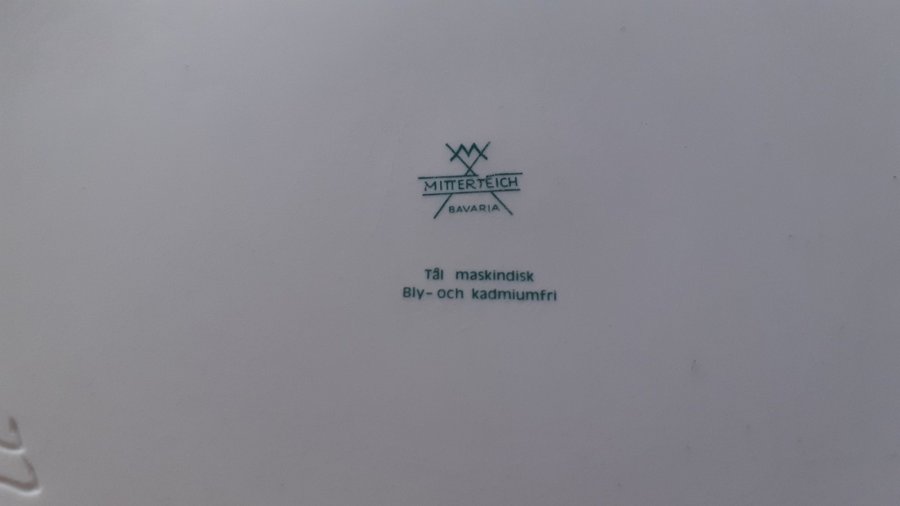 MITTERTEICH
BAVARIA
Tål maskindisk
Bly- och kadmiumfri